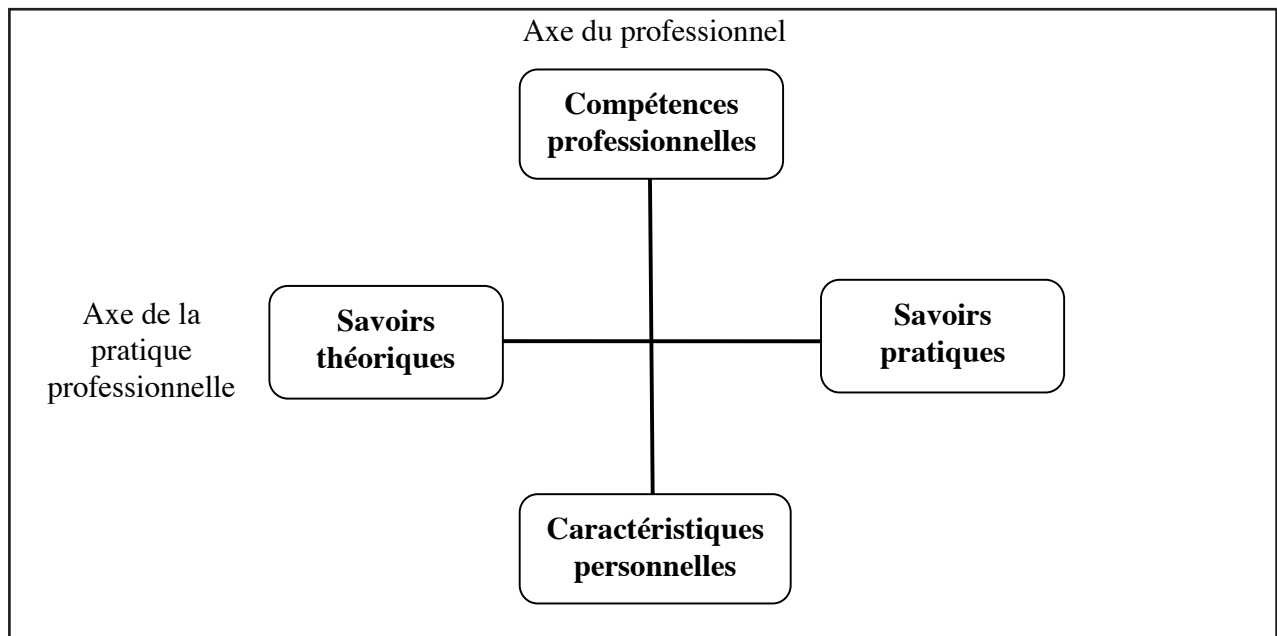 Axe du professionnel
Compétences
professionnelles
Axe de la
pratique
professionnelle
Savoirs
théoriques
Savoirs
pratiques
Caractéristiques
personnelles